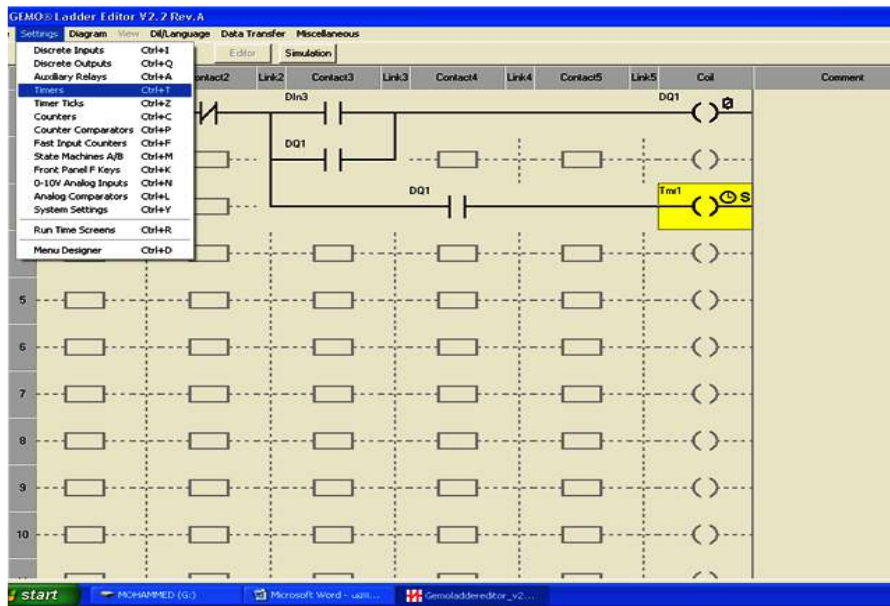 GEMO® Ladder Editor V2.2 Rev.A
Settings Diagram View Dil/Language Data Transfer Miscellaneous
Editor Simulation
Discrete Inputs Ctrl+I
Discrete Outputs Ctrl+Q
Auxiliary Relays Ctrl+A
Timers Ctrl+T
Timer Ticks Ctrl+Z
Counters Ctrl+C
Counter Comparators Ctrl+P
Fast Input Counters Ctrl+F
State Machines A/B Ctrl+M
Front Panel F Keys Ctrl+K
0-10V Analog Inputs Ctrl+N
Analog Comparators Ctrl+L
System Settings Ctrl+Y
Run Time Screens Ctrl+R
Menu Designer Ctrl+D
ontact2 Link2 Contact3 Link3 Contact4 Link4 Contact5 Link5 Coil Comment
DIn3 DQ1
DQ1
DQ1 Tmr1 S
5
6
7
8
9
10
start MOHAMMED (G:) Microsoft Word - Gemoladdereditor_v2...